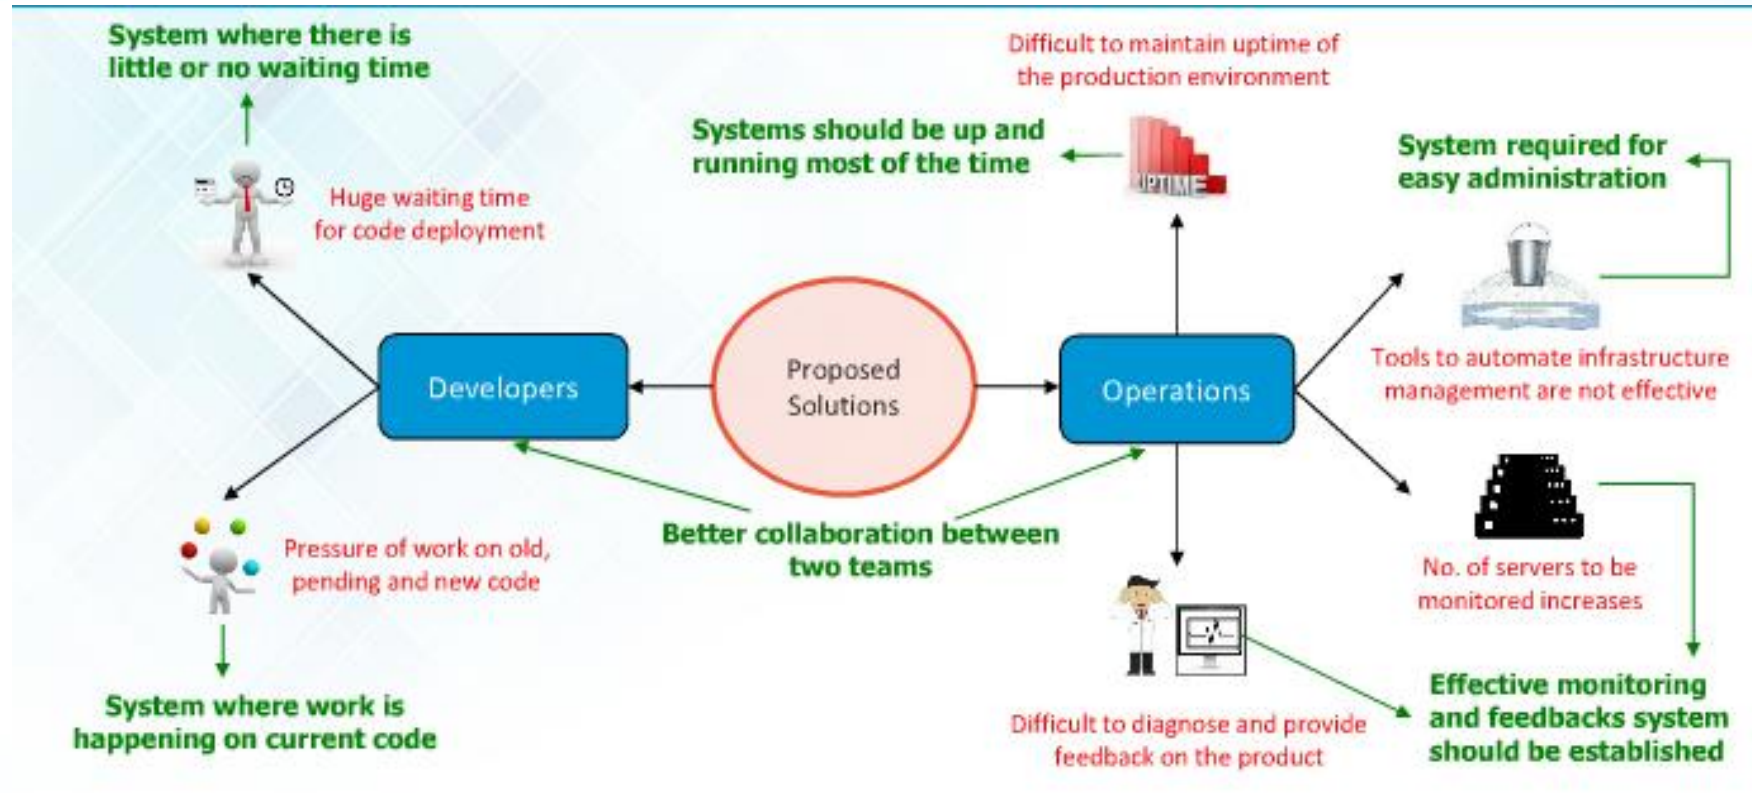 System where there is
little or no waiting time
Huge waiting time
for code deployment
Developers
Pressure of work on old,
pending and new code
System where work is
happening on current code
Proposed
Solutions
Better collaboration between
two teams
Difficult to maintain uptime of
the production environment
Systems should be up and
running most of the time
UPTIME
Operations
System required for
easy administration
Tools to automate infrastructure
management are not effective
No. of servers to be
monitored increases
Difficult to diagnose and provide
feedback on the product
Effective monitoring
and feedbacks system
should be established